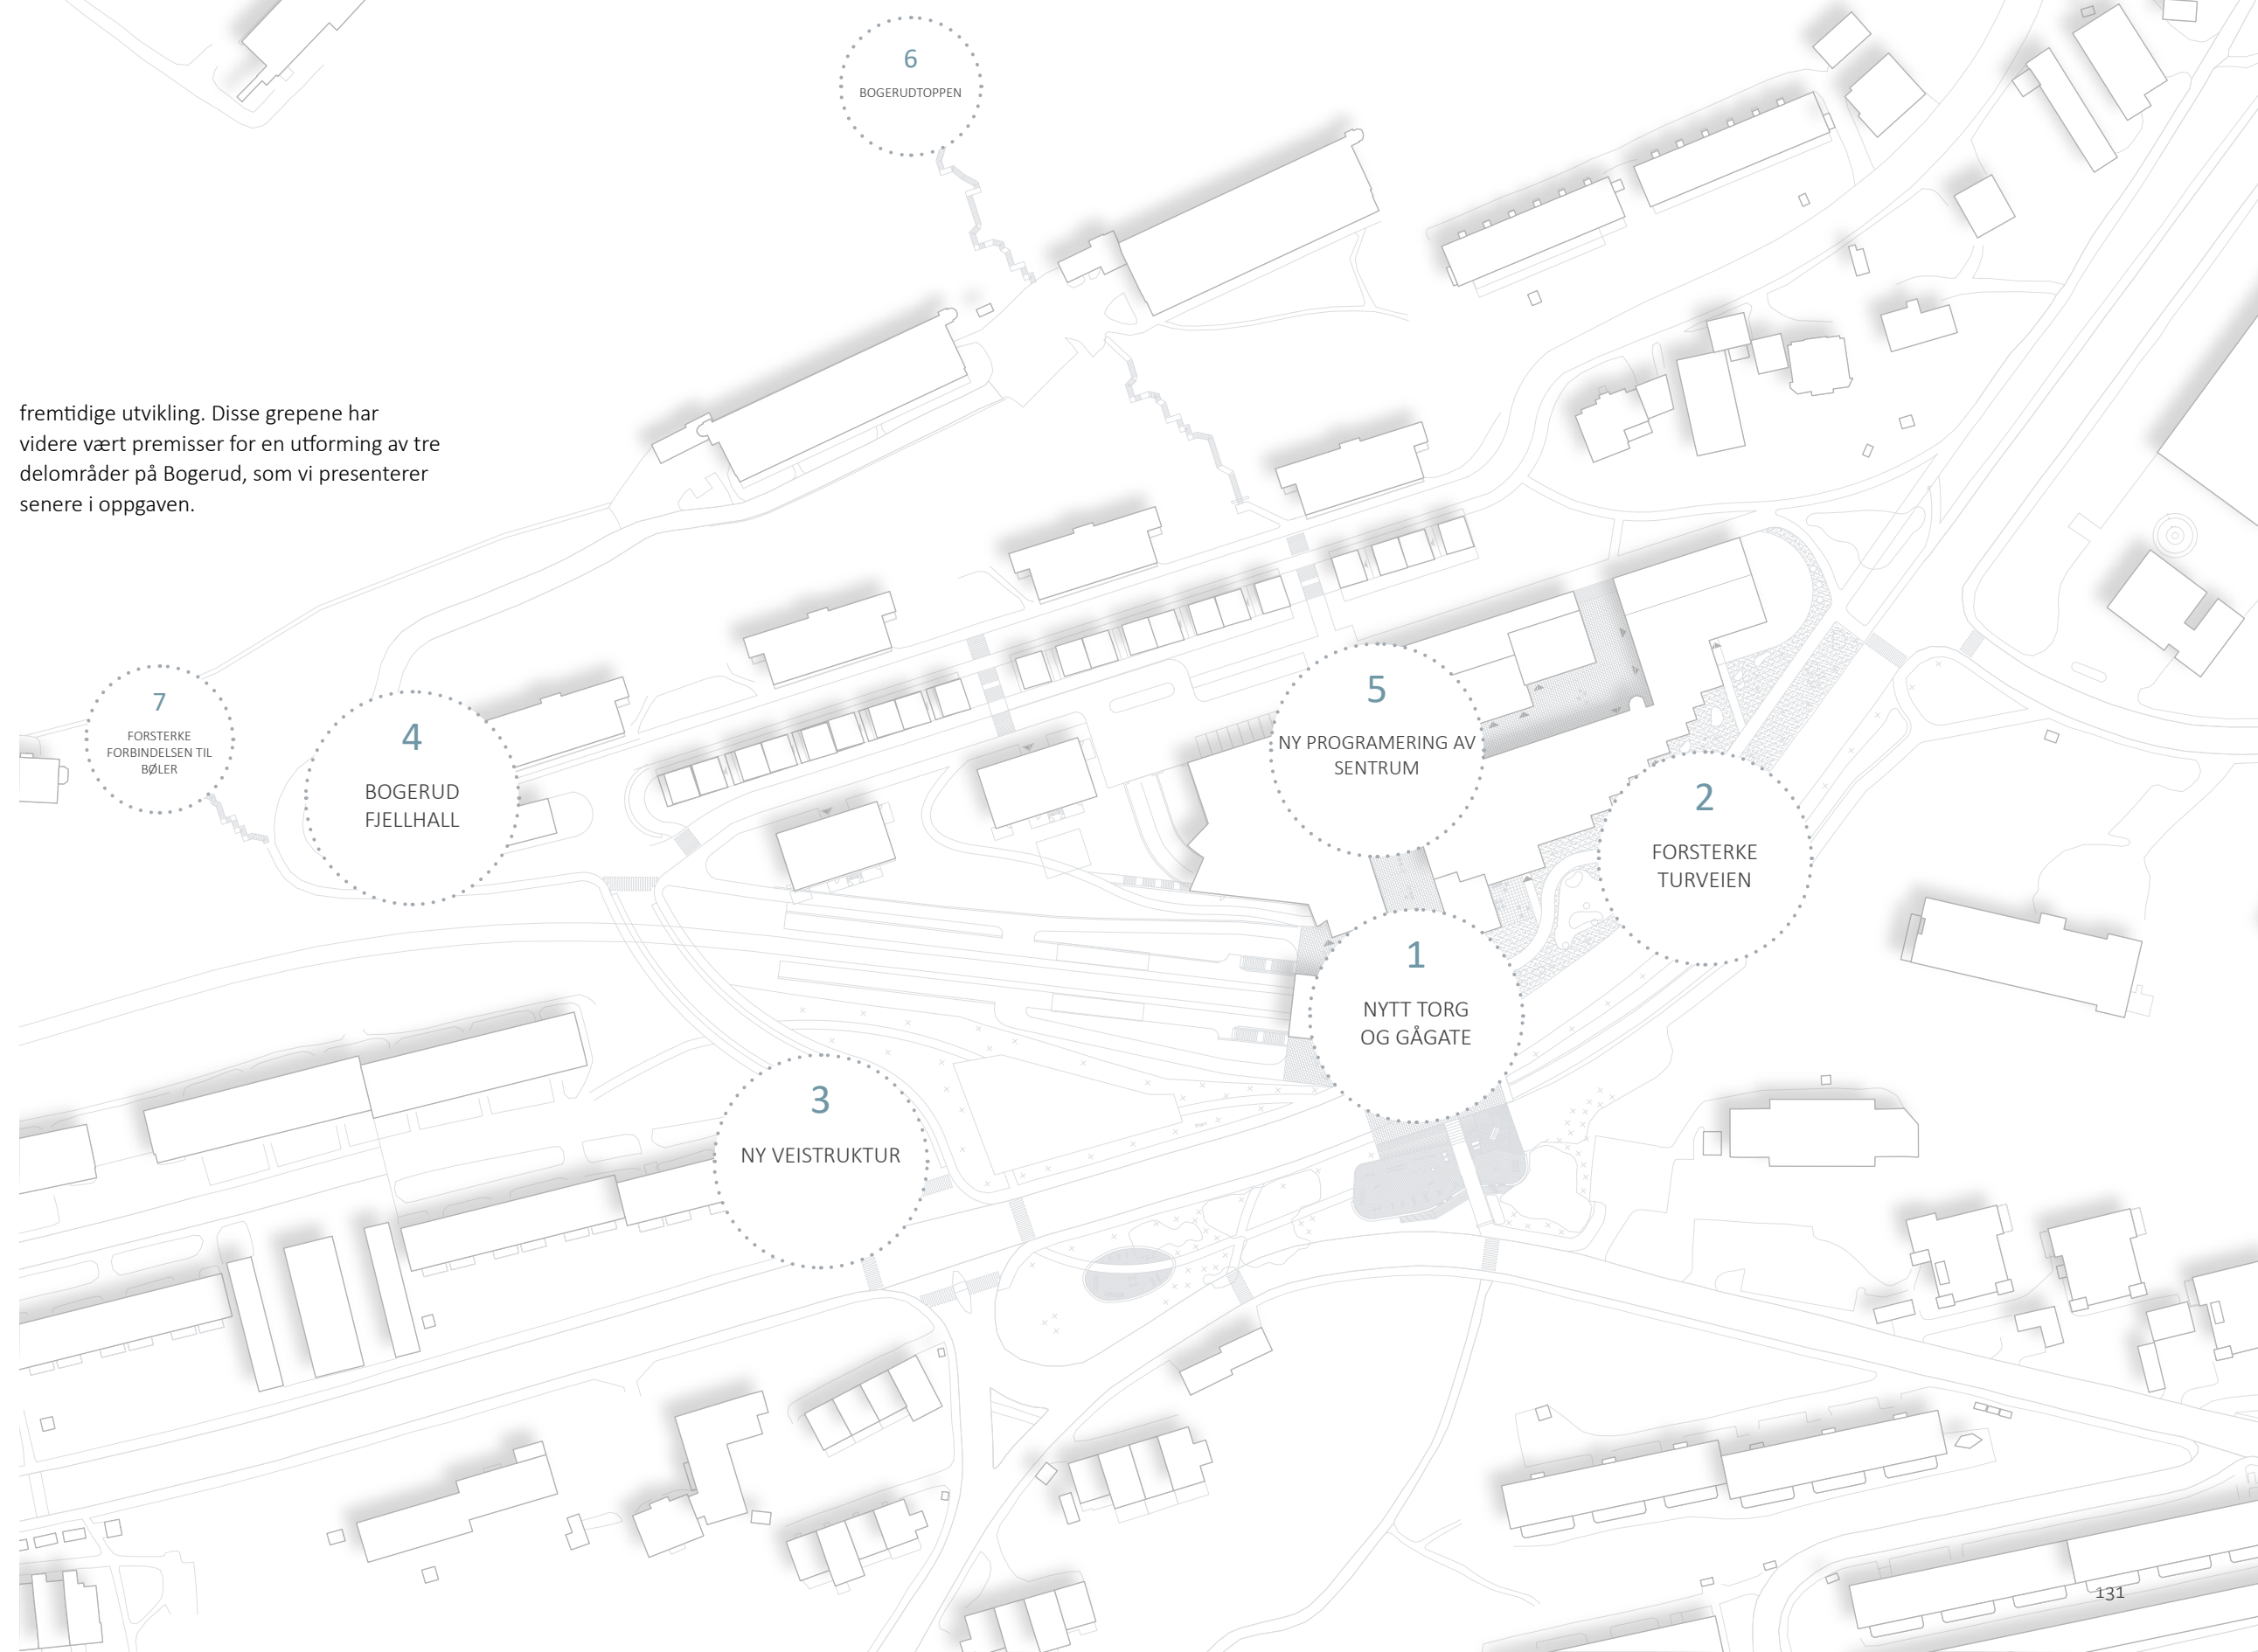 6
BOGERUDTOPPEN
fremtidige utvikling. Disse grepene har
videre vært premisser for en utforming av tre
delområder på Bogerud, som vi presenterer
senere i oppgaven.
7
FORSTERKE
FORBINDELSEN TIL
BØLER
4
BOGERUD
FJELLHALL
5
NY PROGRAMERING AV
SENTRUM
2
FORSTERKE
TURVEIEN
1
NYTT TORG
OG GÅGATE
3
NY VEISTRUKTUR
131